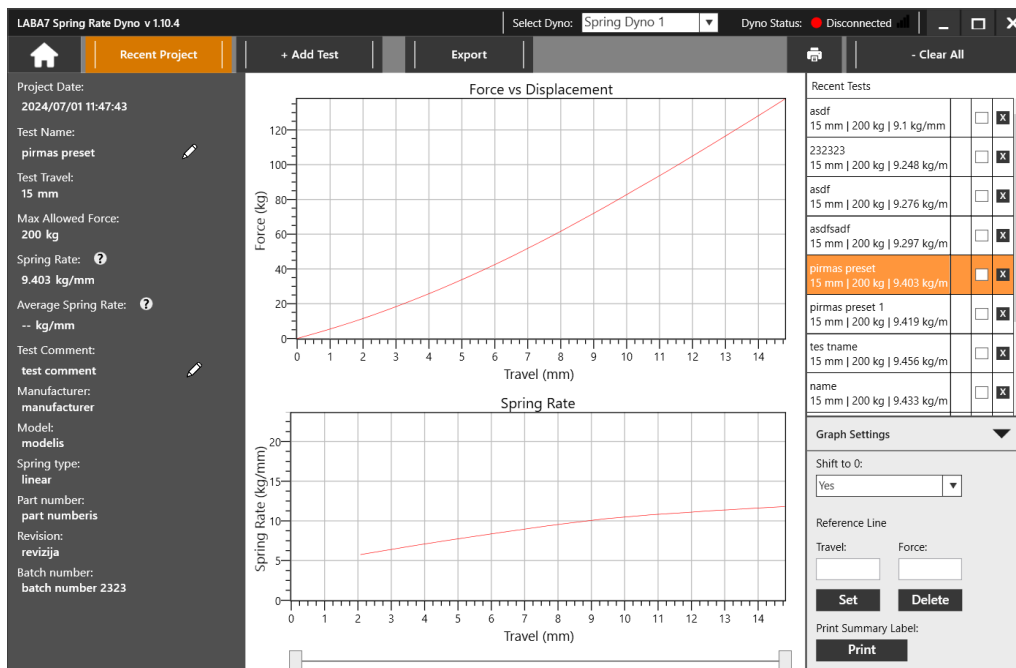 LABA7 Spring Rate Dyno v 1.10.4
Select Dyno:
Spring Dyno 1
Dyno Status:
Disconnected
Recent Project
+ Add Test
Export
- Clear All
Project Date:
2024/07/01 11:47:43
Test Name:
pirmas preset
Test Travel:
15 mm
Max Allowed Force:
200 kg
Spring Rate: ?
9.403 kg/mm
Average Spring Rate: ?
-- kg/mm
Test Comment:
test comment
Manufacturer:
manufacturer
Model:
modelis
Spring type:
linear
Part number:
part numberis
Revision:
revizija
Batch number:
batch number 2323
Force vs Displacement
Force (kg)
120
100
80
60
40
20
0
0 1 2 3 4 5 6 7 8 9 10 11 12 13 14
Travel (mm)
Spring Rate
Spring Rate (kg/mm)
20
15
10
5
0
0 1 2 3 4 5 6 7 8 9 10 11 12 13 14
Travel (mm)
Recent Tests
asdf
15 mm | 200 kg | 9.1 kg/mm
X
232323
15 mm | 200 kg | 9.248 kg/m
X
asdf
15 mm | 200 kg | 9.276 kg/m
X
asdfsadf
15 mm | 200 kg | 9.297 kg/m
X
pirmas preset
15 mm | 200 kg | 9.403 kg/m
X
pirmas preset 1
15 mm | 200 kg | 9.419 kg/m
X
tes tname
15 mm | 200 kg | 9.456 kg/m
X
name
15 mm | 200 kg | 9.433 kg/m
X
Graph Settings
Shift to 0:
Yes
Reference Line
Travel: Force:
Set Delete
Print Summary Label:
Print